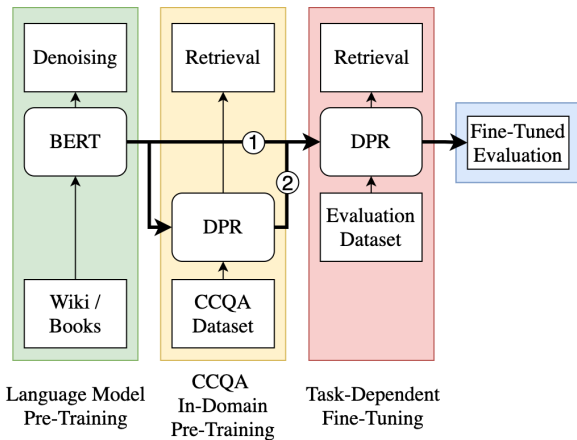 Denoising
Retrieval
Retrieval
BERT
1
DPR
Fine-Tuned
Evaluation
2
DPR
Evaluation
Dataset
Wiki /
Books
CCQA
Dataset
Language Model
Pre-Training
CCQA
In-Domain
Pre-Training
Task-Dependent
Fine-Tuning